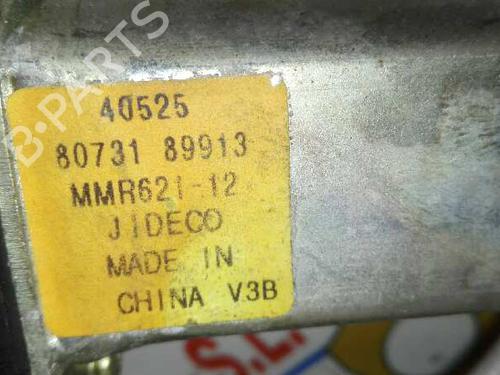 B-PARTS
40525
80731 89913
MMR621-12
JIDECO
MADE IN
CHINA V3B
S.L.